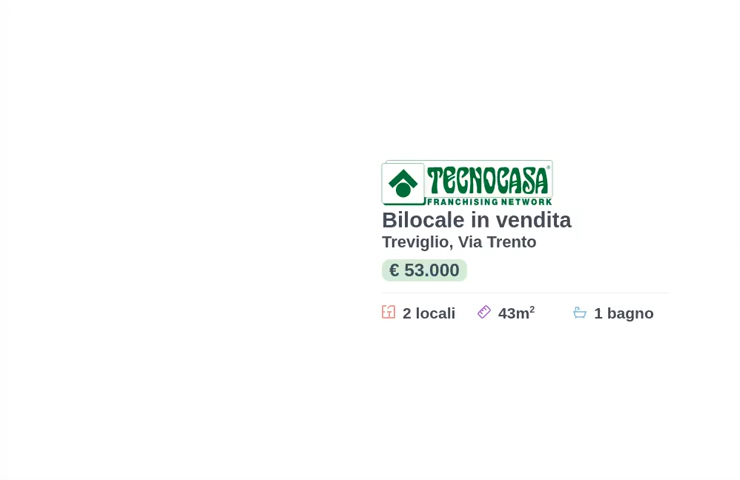 TECNOCASA®
FRANCHISING NETWORK
Bilocale in vendita
Treviglio, Via Trento
€ 53.000
2 locali
43m²
1 bagno